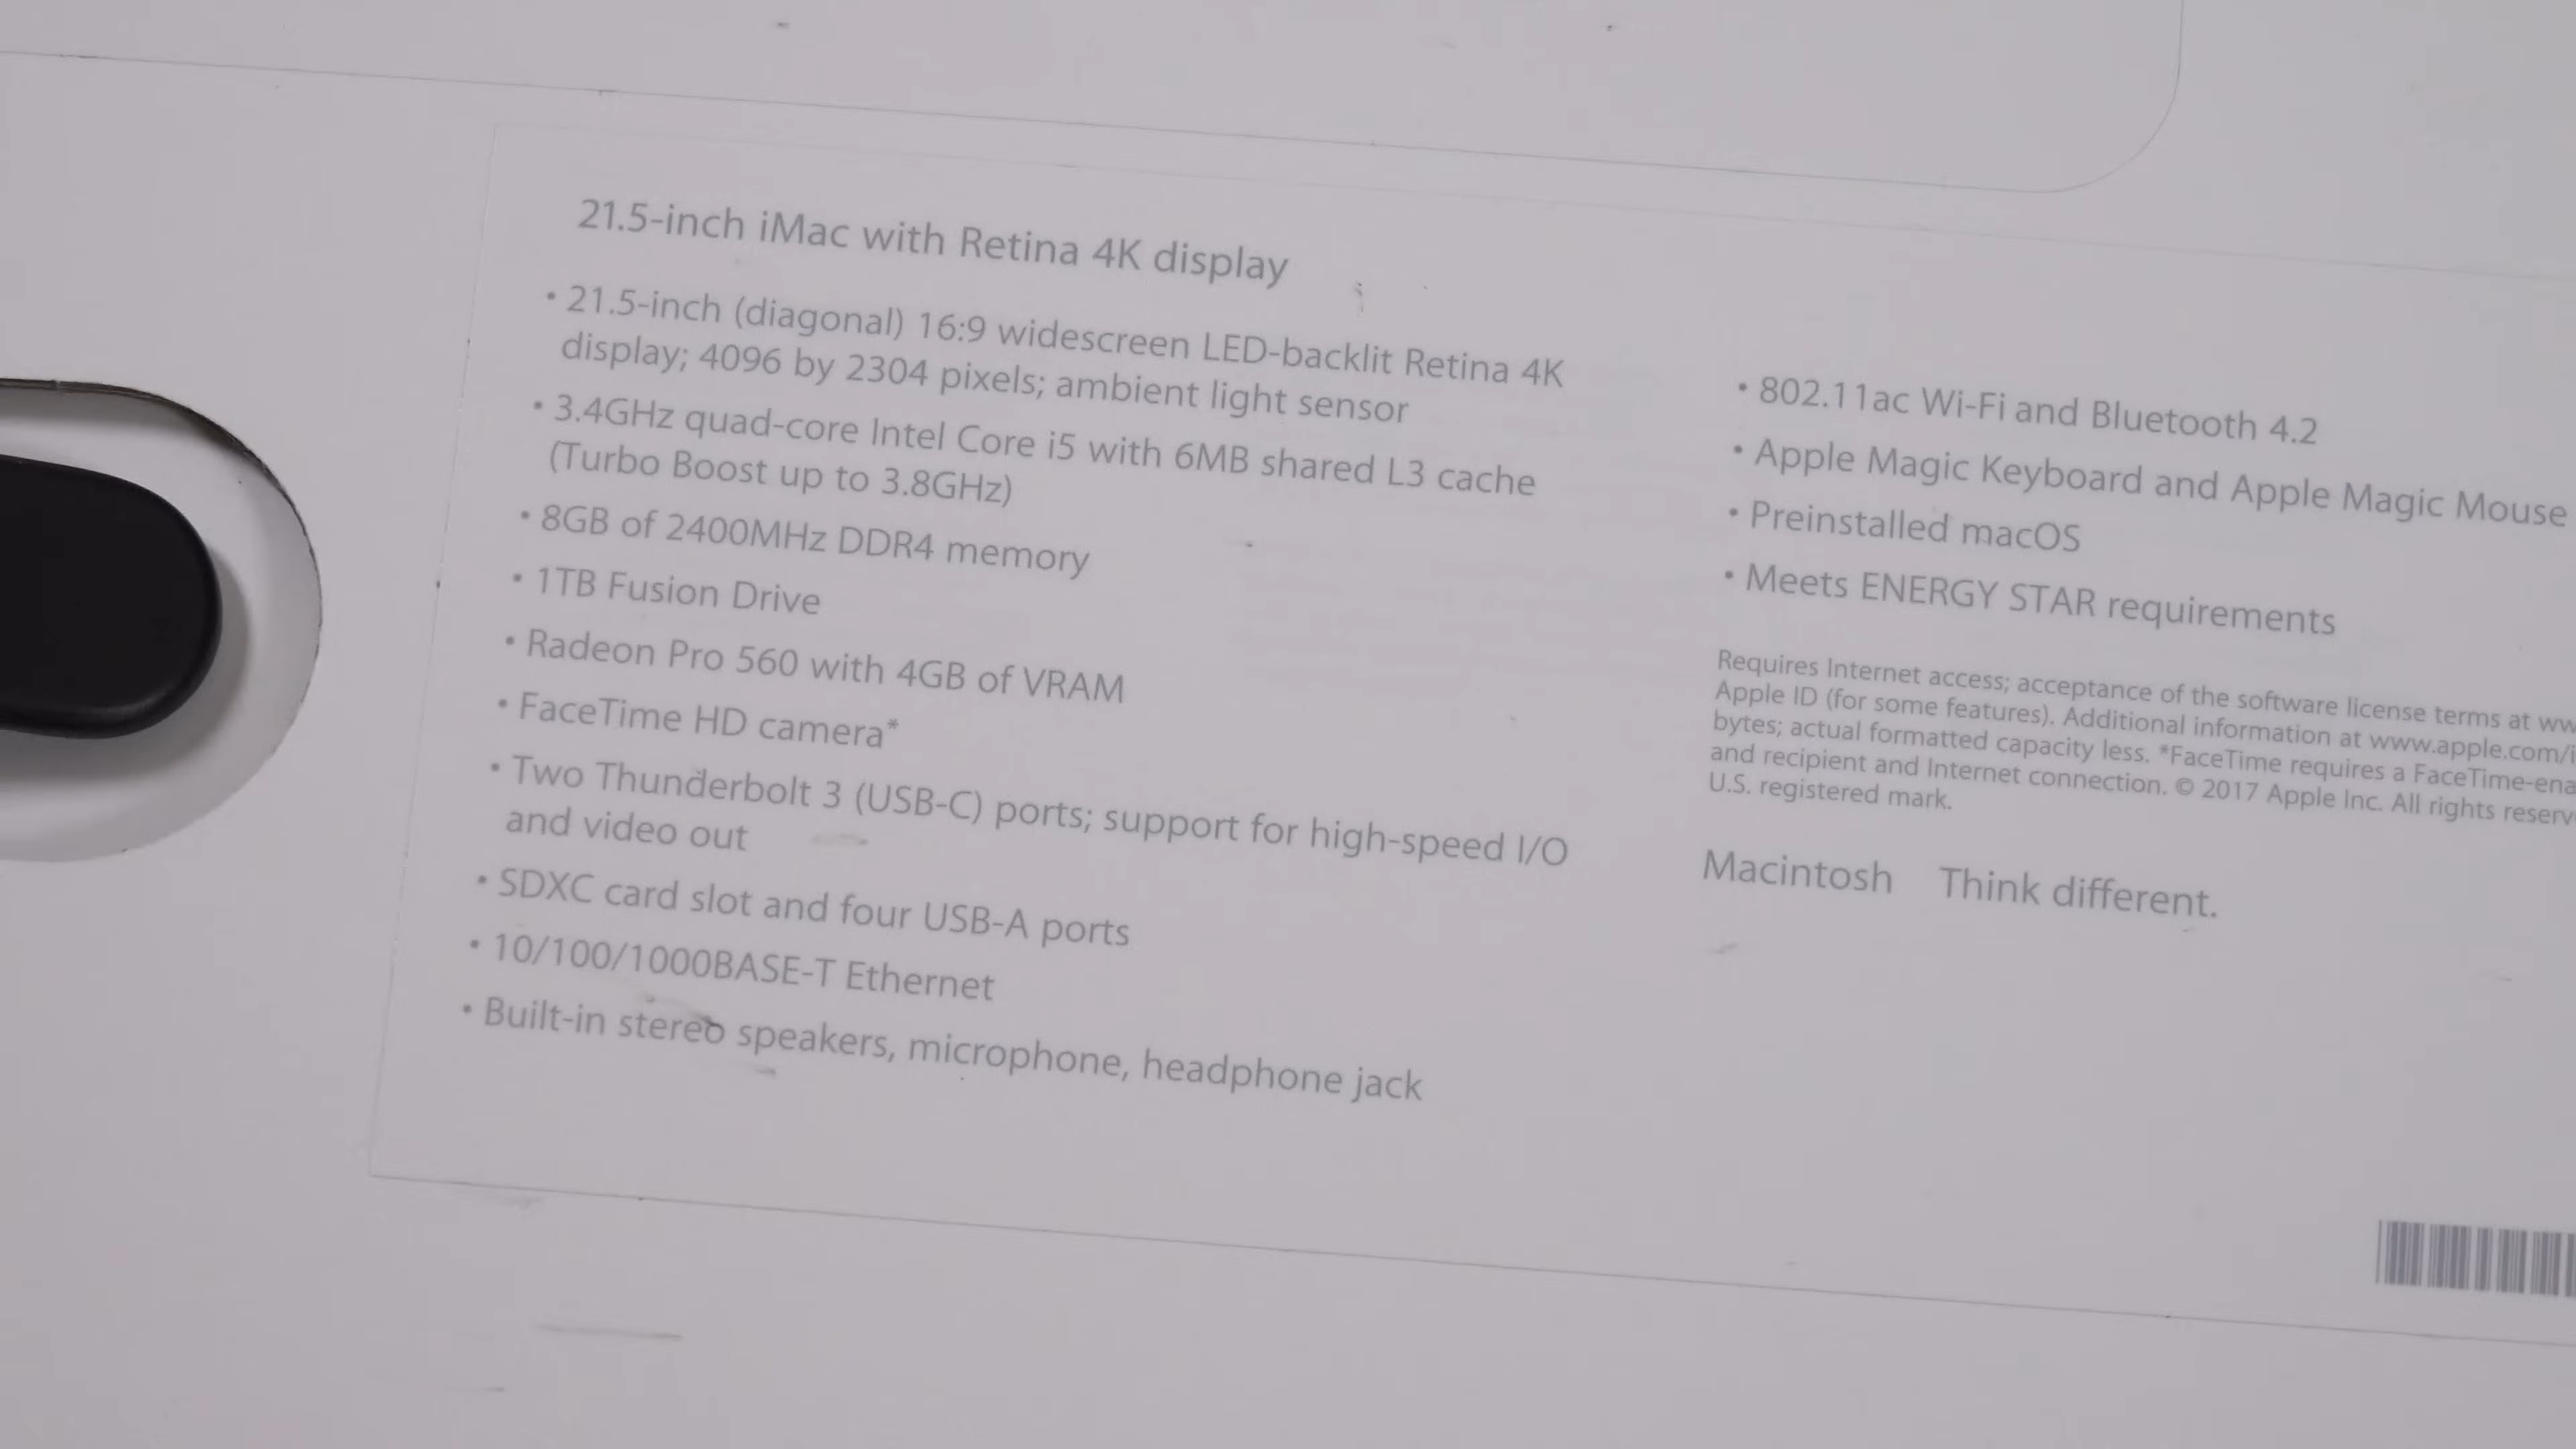 21.5-inch iMac with Retina 4K display
• 21.5-inch (diagonal) 16:9 widescreen LED-backlit Retina 4K
display; 4096 by 2304 pixels; ambient light sensor
• 3.4GHz quad-core Intel Core i5 with 6MB shared L3 cache
(Turbo Boost up to 3.8GHz)
• 8GB of 2400MHz DDR4 memory
• 1TB Fusion Drive
• Radeon Pro 560 with 4GB of VRAM
• FaceTime HD camera*
• Two Thunderbolt 3 (USB-C) ports; support for high-speed I/O
and video out
• SDXC card slot and four USB-A ports
• 10/100/1000BASE-T Ethernet
• Built-in stereo speakers, microphone, headphone jack
• 802.11ac Wi-Fi and Bluetooth 4.2
• Apple Magic Keyboard and Apple Magic Mouse
• Preinstalled macOS
• Meets ENERGY STAR requirements
Requires Internet access; acceptance of the software license terms at
Apple ID (for some features). Additional information at www.apple.com/i
bytes; actual formatted capacity less. *FaceTime requires a FaceTime-ena
and recipient and Internet connection. © 2017 Apple Inc. All rights reserv
U.S. registered mark.
Macintosh Think different.